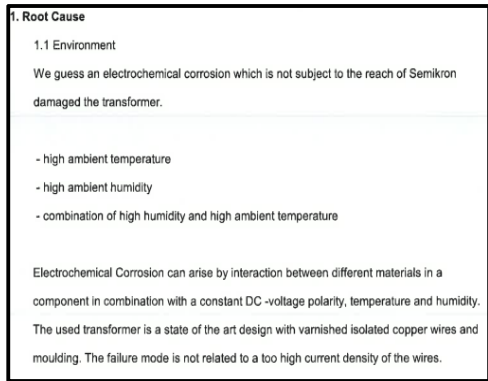 1. Root Cause
1.1 Environment
We guess an electrochemical corrosion which is not subject to the reach of Semikron
damaged the transformer.
- high ambient temperature
- high ambient humidity
- combination of high humidity and high ambient temperature
Electrochemical Corrosion can arise by interaction between different materials in a
component in combination with a constant DC -voltage polarity, temperature and humidity.
The used transformer is a state of the art design with varnished isolated copper wires and
moulding. The failure mode is not related to a too high current density of the wires.